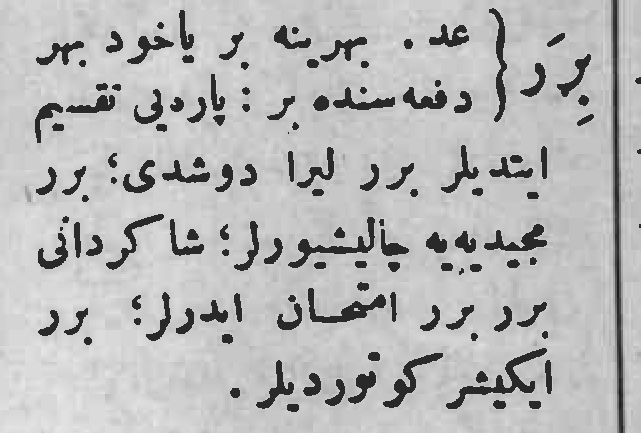 بِرَر { عد . بهرینه بر یاخود بهر
دفعه‌سنده بر : پاره‌یی تقسیم
ایتدیلر برر لیرا دوشدی؛ برر
مجیدیه‌یه چالیشیورلر؛ شاکردانی
برر برر امتحان ایدرلر؛ برر
ایکیشر کوتوردیلر .